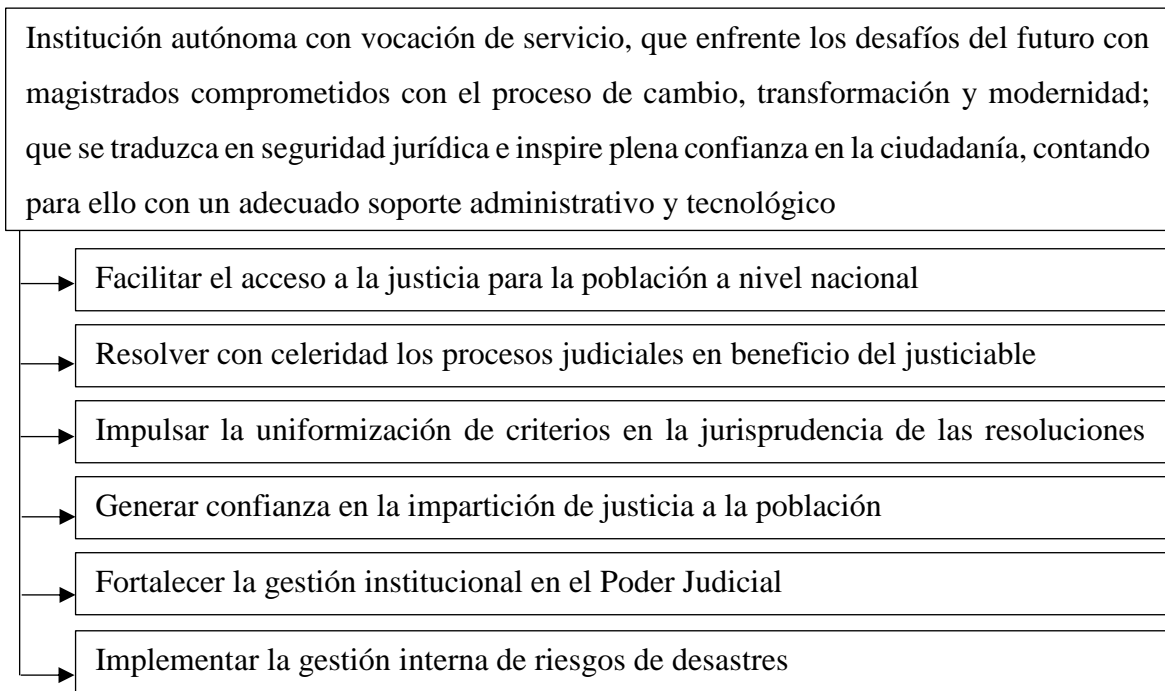 Institución autónoma con vocación de servicio, que enfrente los desafíos del futuro con
magistrados comprometidos con el proceso de cambio, transformación y modernidad;
que se traduzca en seguridad jurídica e inspire plena confianza en la ciudadanía, contando
para ello con un adecuado soporte administrativo y tecnológico
Facilitar el acceso a la justicia para la población a nivel nacional
Resolver con celeridad los procesos judiciales en beneficio del justiciable
Impulsar la uniformización de criterios en la jurisprudencia de las resoluciones
Generar confianza en la impartición de justicia a la población
Fortalecer la gestión institucional en el Poder Judicial
Implementar la gestión interna de riesgos de desastres